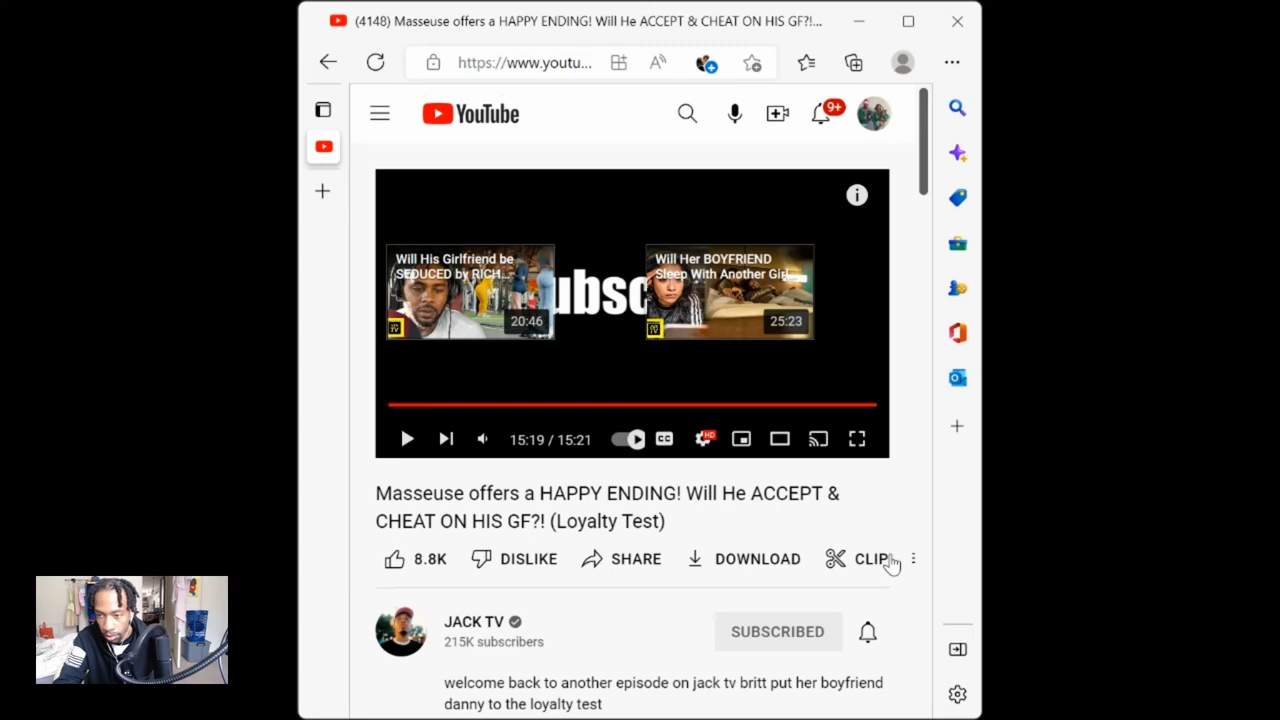 (4148) Masseuse offers a HAPPY ENDING! Will He ACCEPT & CHEAT ON HIS GF?!...
https://www.youtu...
YouTube
9+
Will His Girlfriend be
SEDUCED by RICH...
20:46
ubsc
Will Her BOYFRIEND
Sleep With Another Girl...
25:23
15:19 / 15:21
CC
HD
Masseuse offers a HAPPY ENDING! Will He ACCEPT &
CHEAT ON HIS GF?! (Loyalty Test)
8.8K
DISLIKE
SHARE
DOWNLOAD
CLIP
JACK TV
215K subscribers
SUBSCRIBED
welcome back to another episode on jack tv britt put her boyfriend
danny to the loyalty test